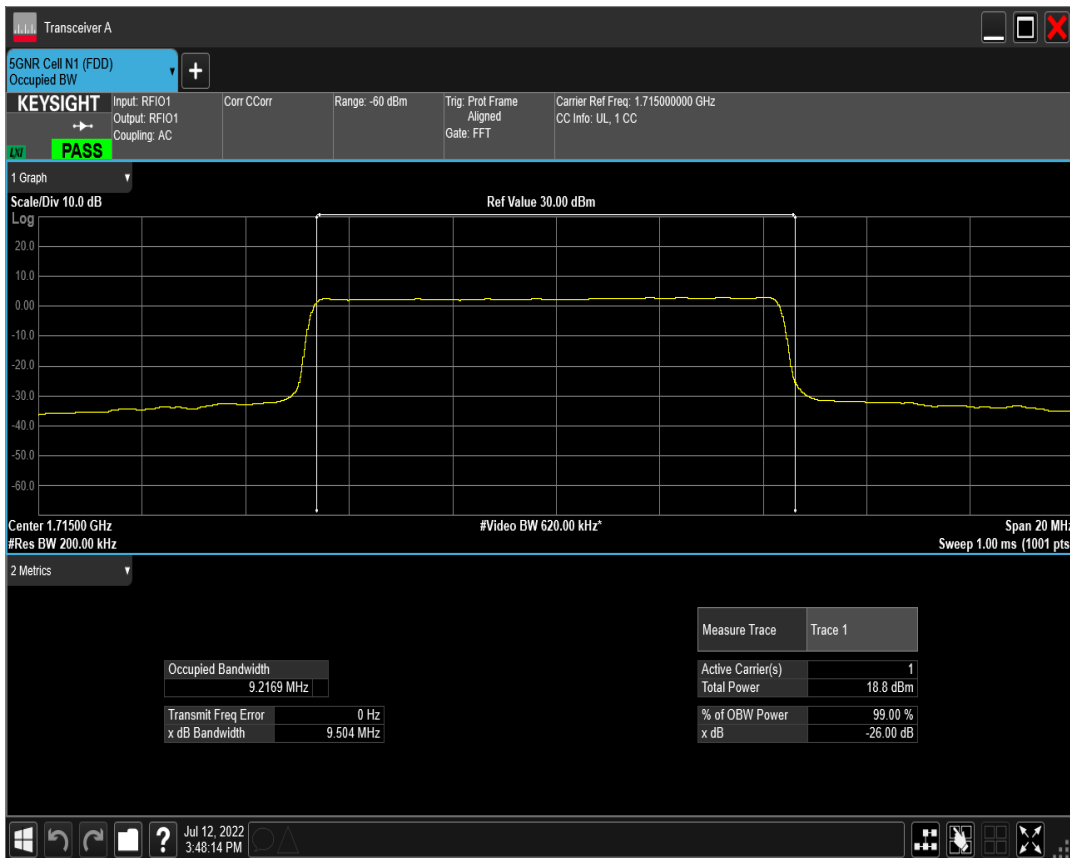 Transceiver A
5GNR Cell N1 (FDD)
Occupied BW
+
KEYSIGHT
LXI
PASS
Input: RFIO1
Output: RFIO1
Coupling: AC
Corr CCorr
Range: -60 dBm
Trig: Prot Frame
Aligned
Gate: FFT
Carrier Ref Freq: 1.715000000 GHz
CC Info: UL, 1 CC
1 Graph
Scale/Div 10.0 dB
Ref Value 30.00 dBm
Log
20.0
10.0
0.00
-10.0
-20.0
-30.0
-40.0
-50.0
-60.0
Center 1.71500 GHz
#Video BW 620.00 kHz*
Span 20 MHz
#Res BW 200.00 kHz
Sweep 1.00 ms (1001 pts
2 Metrics
Measure Trace Trace 1
Occupied Bandwidth
9.2169 MHz
Active Carrier(s) 1
Total Power 18.8 dBm
Transmit Freq Error 0 Hz
x dB Bandwidth 9.504 MHz
% of OBW Power 99.00 %
x dB -26.00 dB
?
Jul 12, 2022
3:48:14 PM